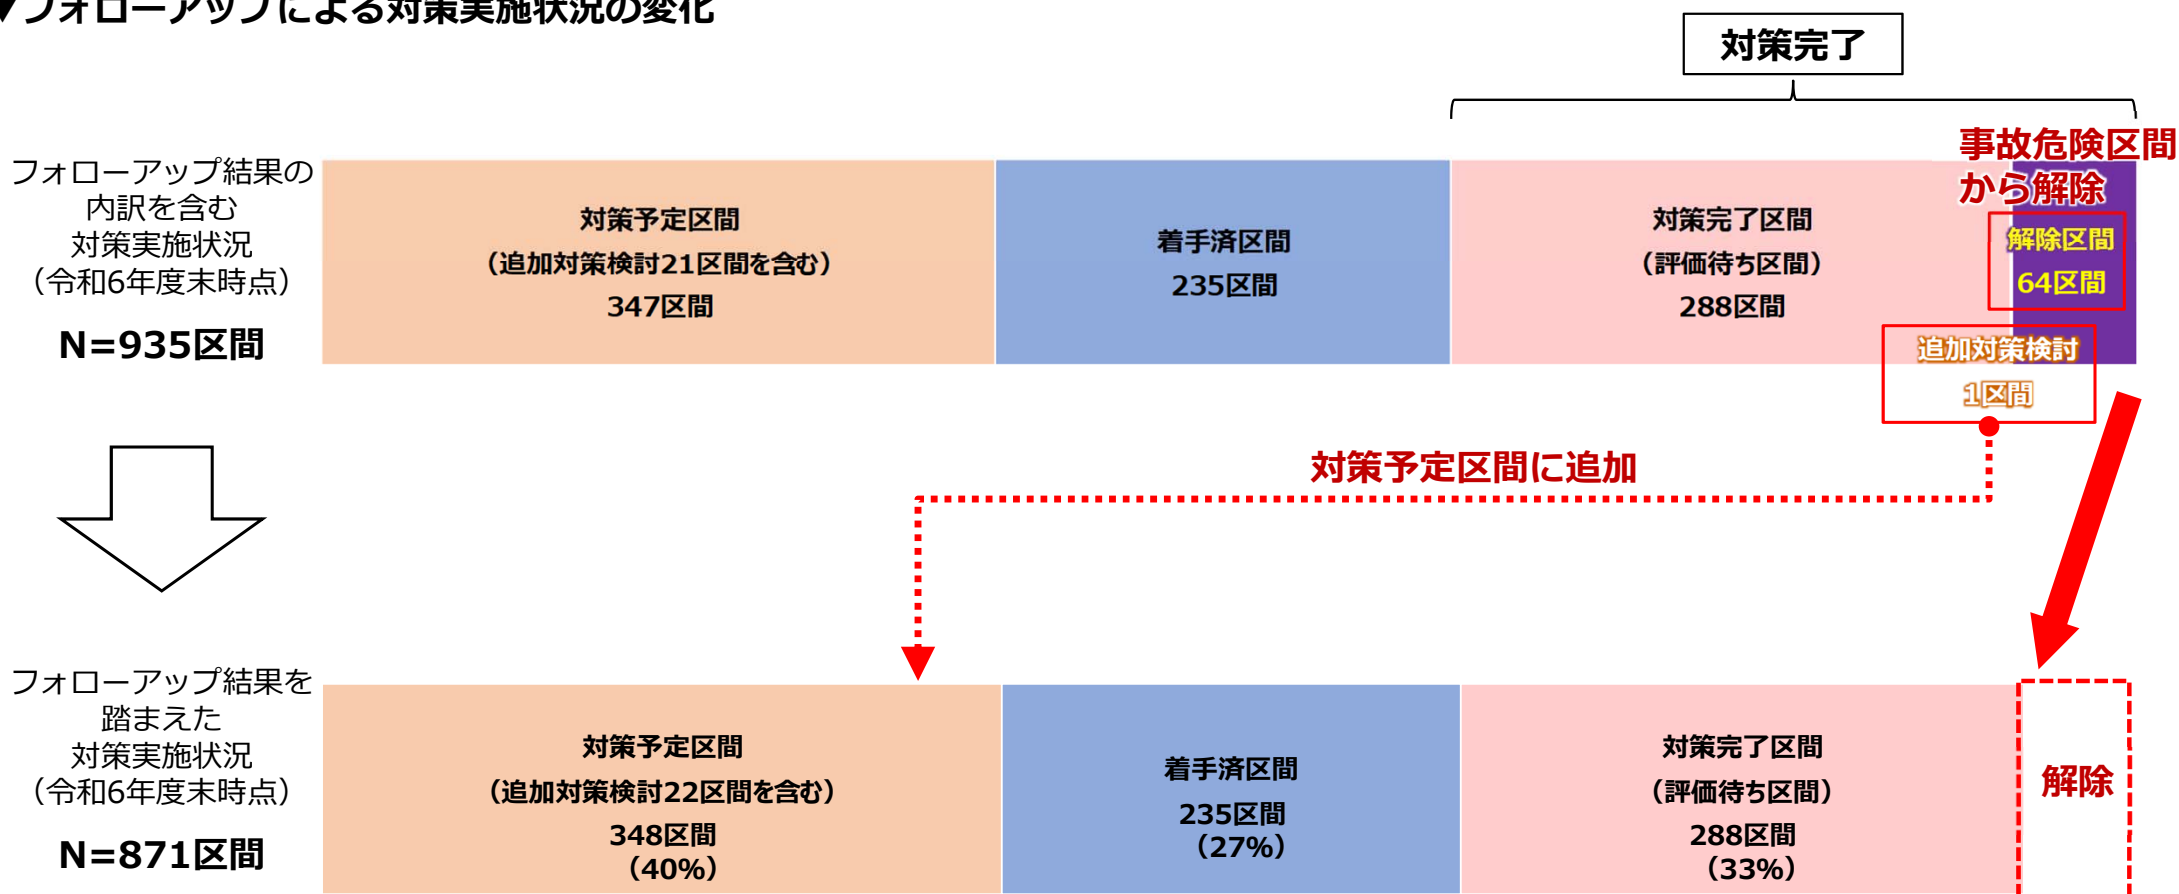 ▼フォローアップによる対策実施状況の変化
対策完了
フォローアップ結果の
内訳を含む
対策実施状況
（令和6年度末時点）
N=935区間
対策予定区間
（追加対策検討21区間を含む）
347区間
着手済区間
235区間
対策完了区間
（評価待ち区間）
288区間
事故危険区間
から解除
解除区間
64区間
追加対策検討
1区間
対策予定区間に追加
フォローアップ結果を
踏まえた
対策実施状況
（令和6年度末時点）
N=871区間
対策予定区間
（追加対策検討22区間を含む）
348区間
（40%）
着手済区間
235区間
（27%）
対策完了区間
（評価待ち区間）
288区間
（33%）
解除